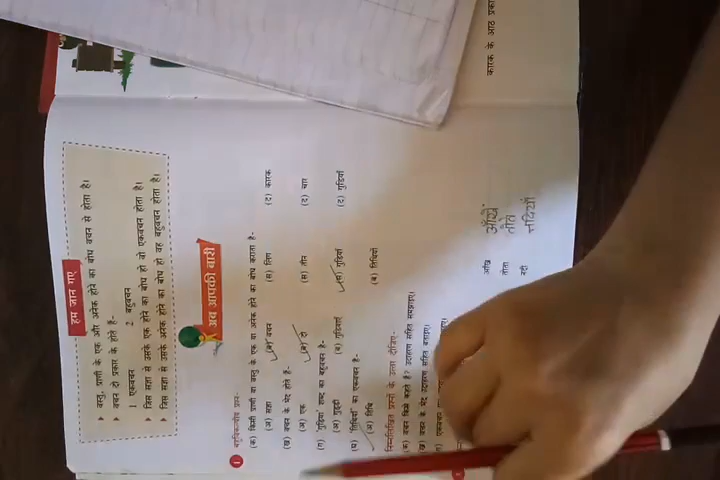 हम जान गए
वस्तु, प्राणी के एक और अनेक होने का बोध वचन से होता है।
वचन दो प्रकार के होते हैं-
1 एकवचन 2 बहुवचन
जिस संज्ञा से उसके एक होने का बोध हो वो एकवचन होता है।
जिस संज्ञा से उसके अनेक होने का बोध हो वह बहुवचन होता है।
अब आपकी बारी
1 बहुविकल्पीय प्रश्न-
(क) किसी प्राणी या वस्तु के एक या अनेक होने का बोध कराता है-
(अ) संज्ञा (ब) वचन (स) लिंग (द) कारक
(ख) वचन के भेद होते हैं-
(अ) एक (ब) दो (स) तीन (द) चार
(ग) 'गुड़िया' शब्द का बहुवचन है-
(अ) गुड्डी (ब) गुड़ियाएँ (स) गुड़ियाँ (द) गुडियों
(घ) 'तिथियाँ' का एकवचन है-
(अ) तिथि (ब) तिथियों
निम्नलिखित प्रश्नों के उत्तर दीजिए-
(क) वचन किसे कहते हैं? उदाहरण सहित समझाइए।
(ख) वचन के भेद उदाहरण सहित बताइए।
एकवचन
आँख आँखें
तोता तोते
नदी नदियाँ
कारक के आठ